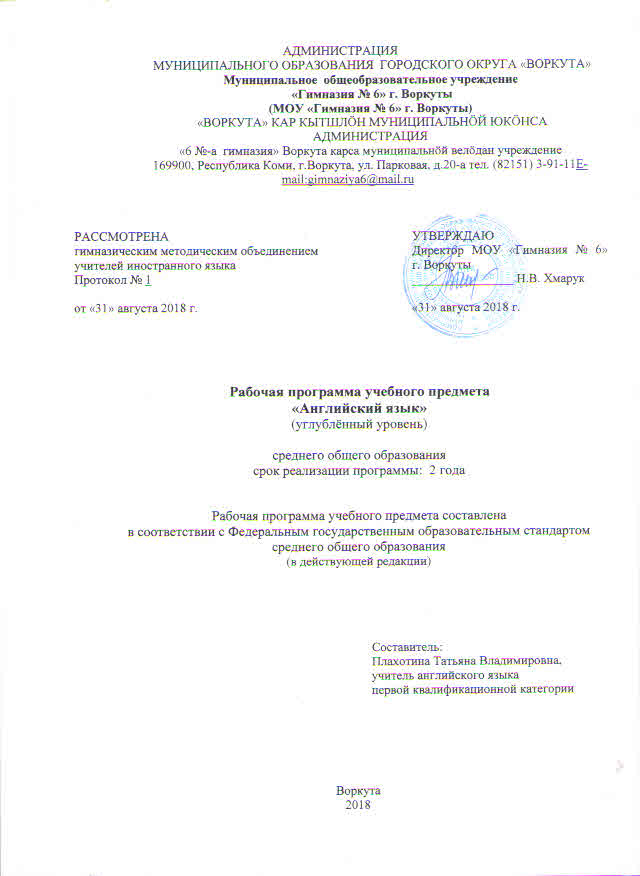 АДМИНИСТРАЦИЯ
МУНИЦИПАЛЬНОГО ОБРАЗОВАНИЯ ГОРОДСКОГО ОКРУГА «ВОРКУТА»
Муниципальное общеобразовательное учреждение
«Гимназия № 6» г. Воркуты
(МОУ «Гимназия № 6» г. Воркуты)
«ВОРКУТА» КАР КЫТШЛӦН МУНИЦИПАЛЬНӦЙ ЮКӦНСА
АДМИНИСТРАЦИЯ
«6 №-а гимназия» Воркута карса муниципальнӧй велӧдан учреждение
169900, Республика Коми, г.Воркута, ул. Парковая, д.20-а тел. (82151) 3-91-11E-
mail:gimnaziya6@mail.ru
РАССМОТРЕНА
гимназическим методическим объединением
учителей иностранного языка
Протокол № 1
от «31» августа 2018 г.
УТВЕРЖДАЮ
Директор МОУ «Гимназия № 6»
г. Воркуты
Н.В. Хмарук
«31» августа 2018 г.
Рабочая программа учебного предмета
«Английский язык»
(углублённый уровень)
среднего общего образования
срок реализации программы: 2 года
Рабочая программа учебного предмета составлена
в соответствии с Федеральным государственным образовательным стандартом
среднего общего образования
(в действующей редакции)
Составитель:
Плахотина Татьяна Владимировна,
учитель английского языка
первой квалификационной категории
Воркута
2018